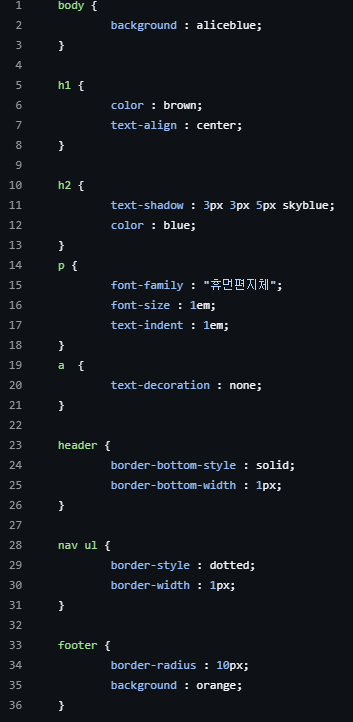 1 body {
2 background : aliceblue;
3 }
4
5 h1 {
6 color : brown;
7 text-align : center;
8 }
9
10 h2 {
11 text-shadow : 3px 3px 5px skyblue;
12 color : blue;
13 }
14 p {
15 font-family : "휴먼편지체";
16 font-size : 1em;
17 text-indent : 1em;
18 }
19 a  {
20 text-decoration : none;
21 }
22
23 header {
24 border-bottom-style : solid;
25 border-bottom-width : 1px;
26 }
27
28 nav ul {
29 border-style : dotted;
30 border-width : 1px;
31 }
32
33 footer {
34 border-radius : 10px;
35 background : orange;
36 }